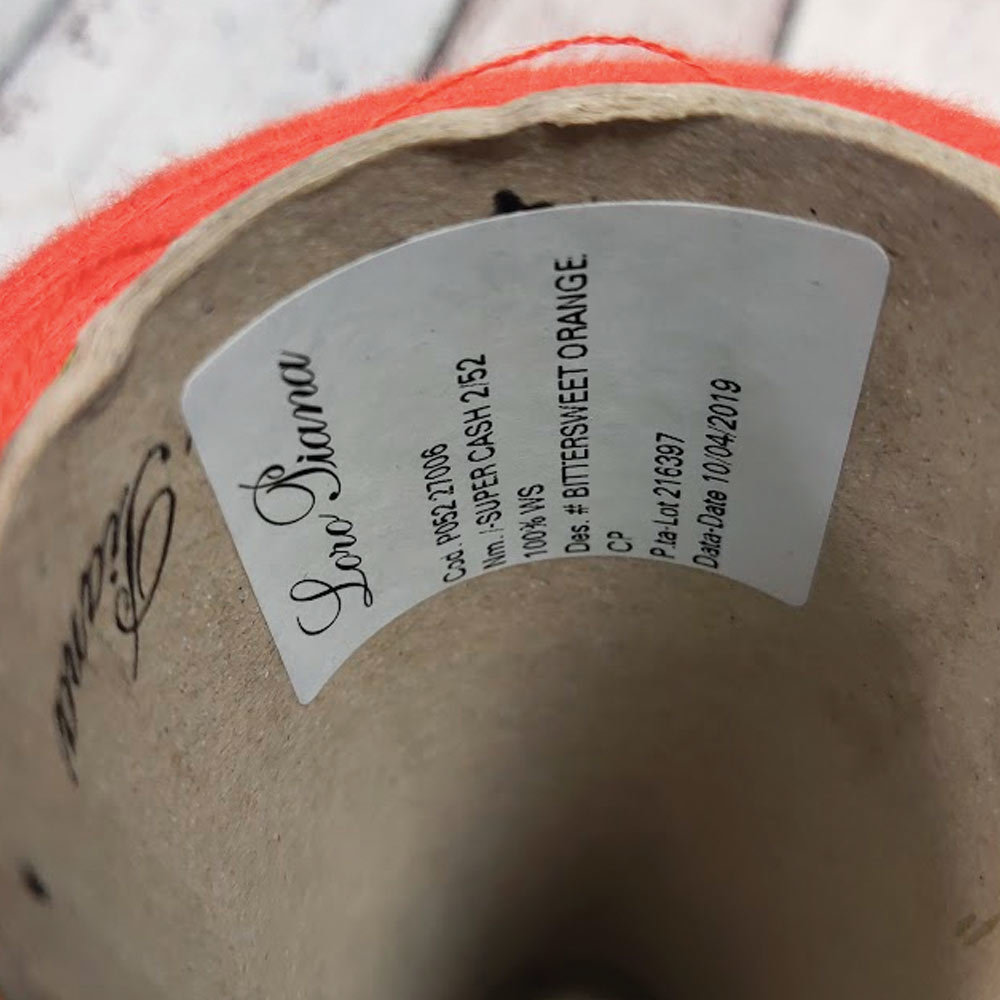 Loro Piana
Cod. P052 27006
Nm. /-SUPER CASH 2/52
100% WS
Des. # BITTERSWEET ORANGE.
CP
P.ta-Lot 216397
Data-Date 10/04/2019
Piana